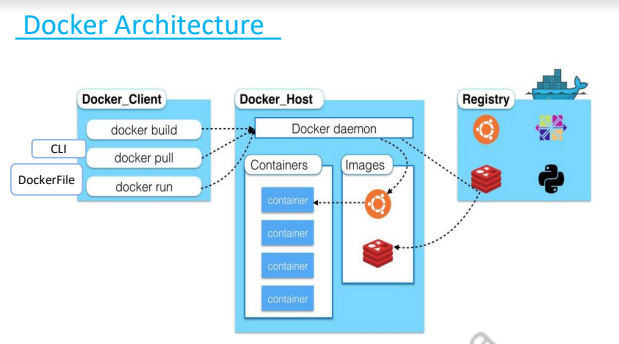 Docker Architecture
Docker_Client
Docker_Host
Registry
docker build
Docker daemon
CLI
docker pull
Containers
Images
DockerFile
docker run
container
container
container
container